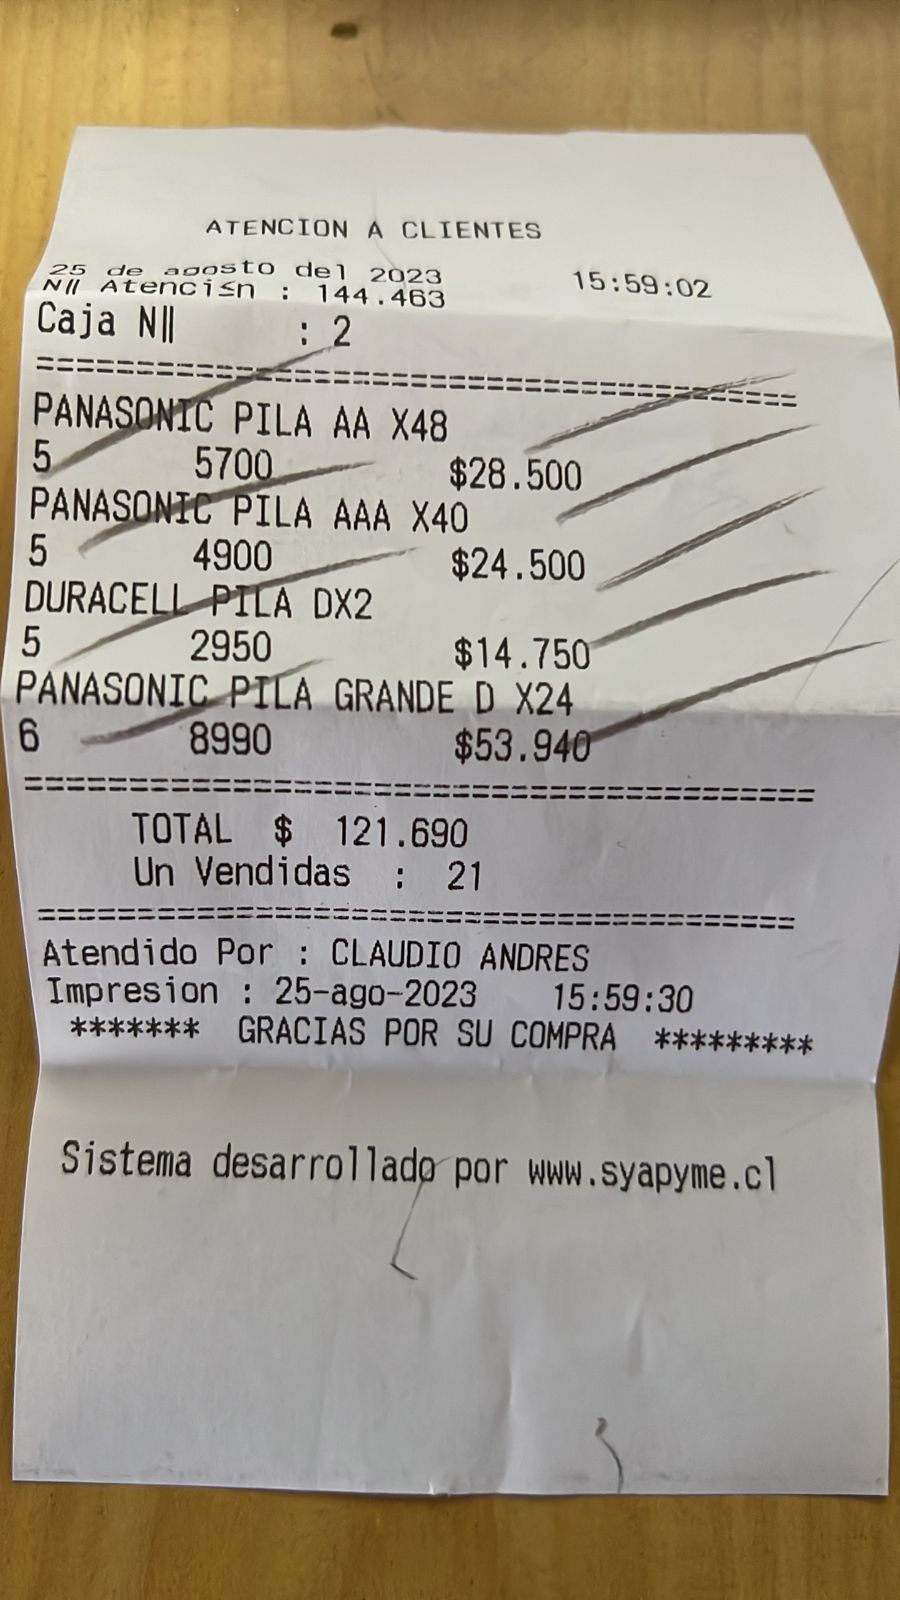 ATENCION A CLIENTES
25 de agosto del 2023 15:59:02
N‖ Atenci≤n : 144.463
Caja N‖ : 2
=====================================
PANASONIC PILA AA X48
5 5700 $28.500
PANASONIC PILA AAA X40
5 4900 $24.500
DURACELL PILA DX2
5 2950 $14.750
PANASONIC PILA GRANDE D X24
6 8990 $53.940
=====================================
TOTAL $ 121.690
Un Vendidas : 21
=====================================
Atendido Por : CLAUDIO ANDRES
Impresion : 25-ago-2023 15:59:30
******* GRACIAS POR SU COMPRA *********
Sistema desarrollado por www.syapyme.cl